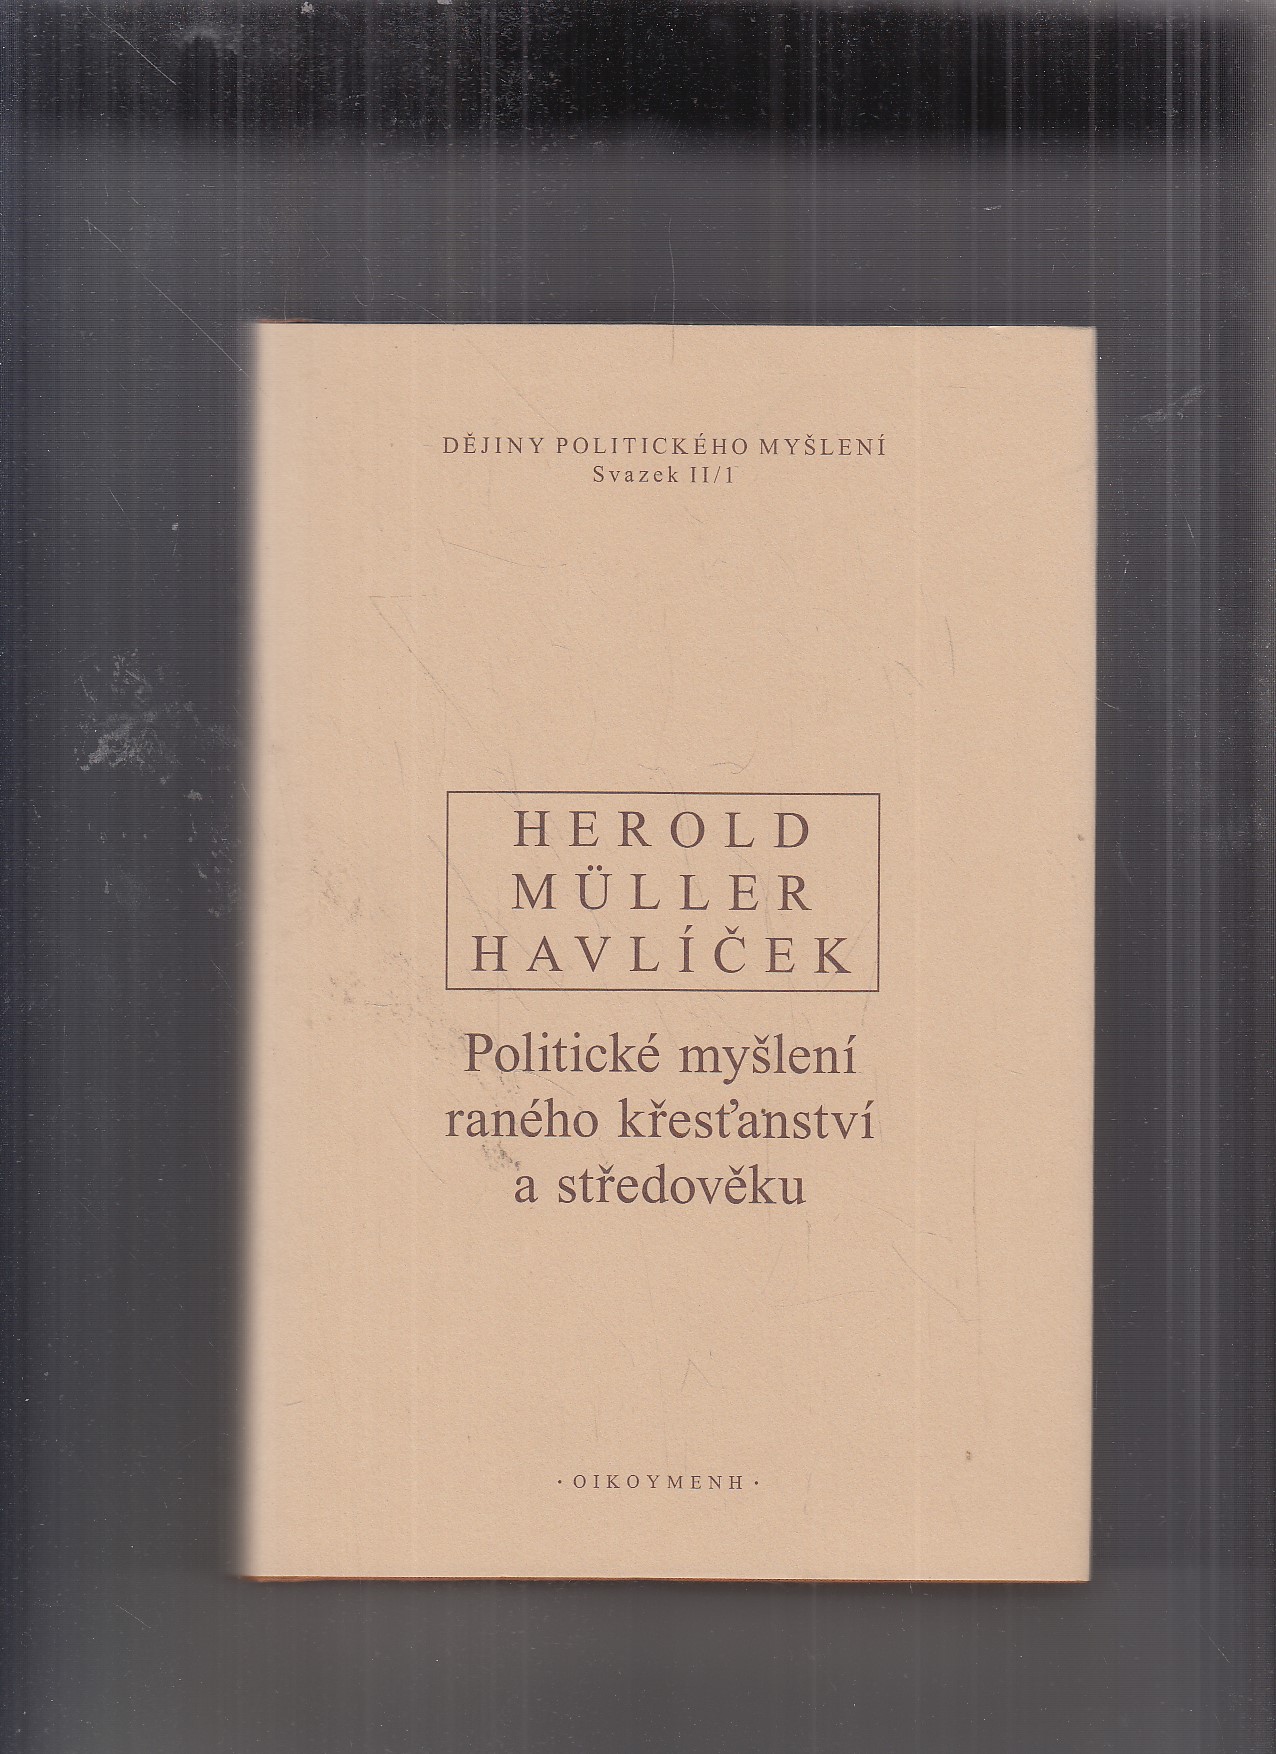 DĚJINY POLITICKÉHO MYŠLENÍ
Svazek II/1
HEROLD
MÜLLER
HAVLÍČEK
Politické myšlení
raného křesťanství
a středověku
· OIKOYMENH ·